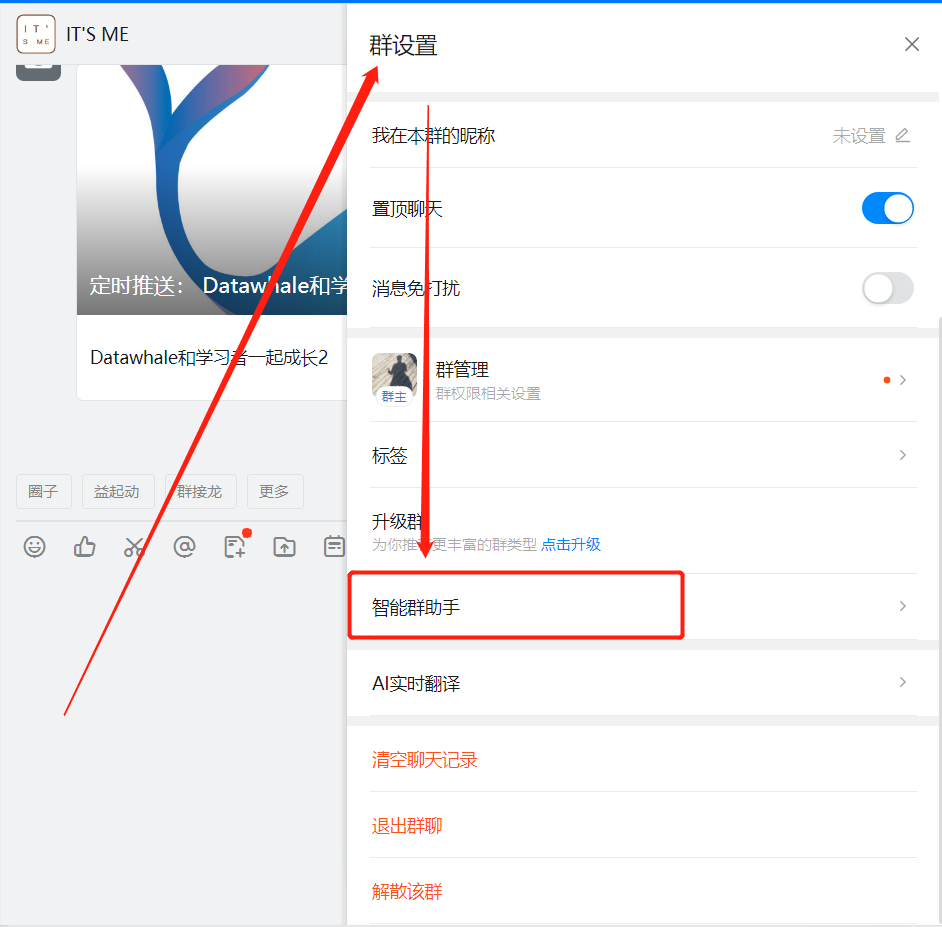 IT'
S ME
IT'S ME
定时推送： Datawhale和学
Datawhale和学习者一起成长2
圈子
益起动
群接龙
更多
群设置
我在本群的昵称
未设置
置顶聊天
消息免打扰
群主
群管理
群权限相关设置
标签
升级群
为你推荐更丰富的群类型 点击升级
智能群助手
AI实时翻译
清空聊天记录
退出群聊
解散该群